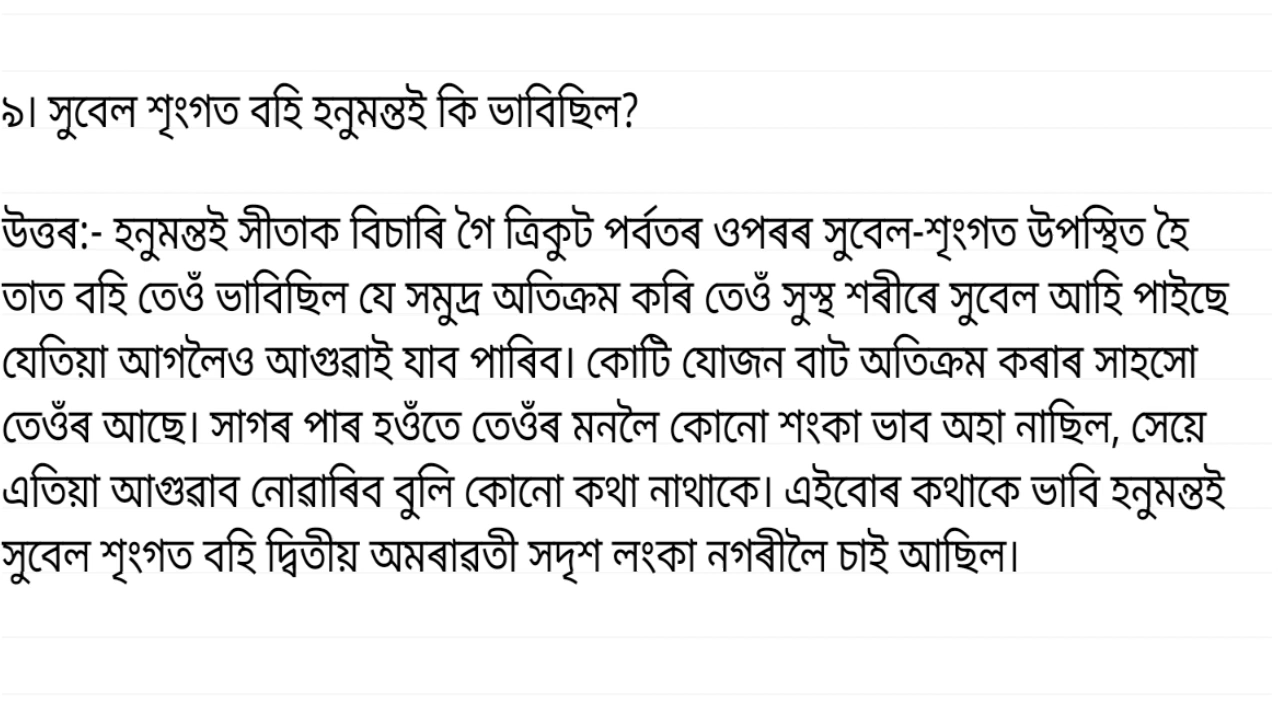 ৯। সুবেল শৃংগত বহি হনুমন্তই কি ভাবিছিল?
উত্তৰ:- হনুমন্তই সীতাক বিচাৰি গৈ ত্ৰিকুট পৰ্বতৰ ওপৰৰ সুবেল-শৃংগত উপস্থিত হৈ
তাত বহি তেওঁ ভাবিছিল যে সমুদ্ৰ অতিক্ৰম কৰি তেওঁ সুস্থ শৰীৰে সুবেল আহি পাইছে
যেতিয়া আগলৈও আগুৱাই যাব পাৰিব। কোটি যোজন বাট অতিক্ৰম কৰাৰ সাহসো
তেওঁৰ আছে। সাগৰ পাৰ হওঁতে তেওঁৰ মনলৈ কোনো শংকা ভাব অহা নাছিল, সেয়ে
এতিয়া আগুৱাব নোৱাৰিব বুলি কোনো কথা নাথাকে। এইবোৰ কথাকে ভাবি হনুমন্তই
সুবেল শৃংগত বহি দ্বিতীয় অমৰাৱতী সদৃশ লংকা নগৰীলৈ চাই আছিল।